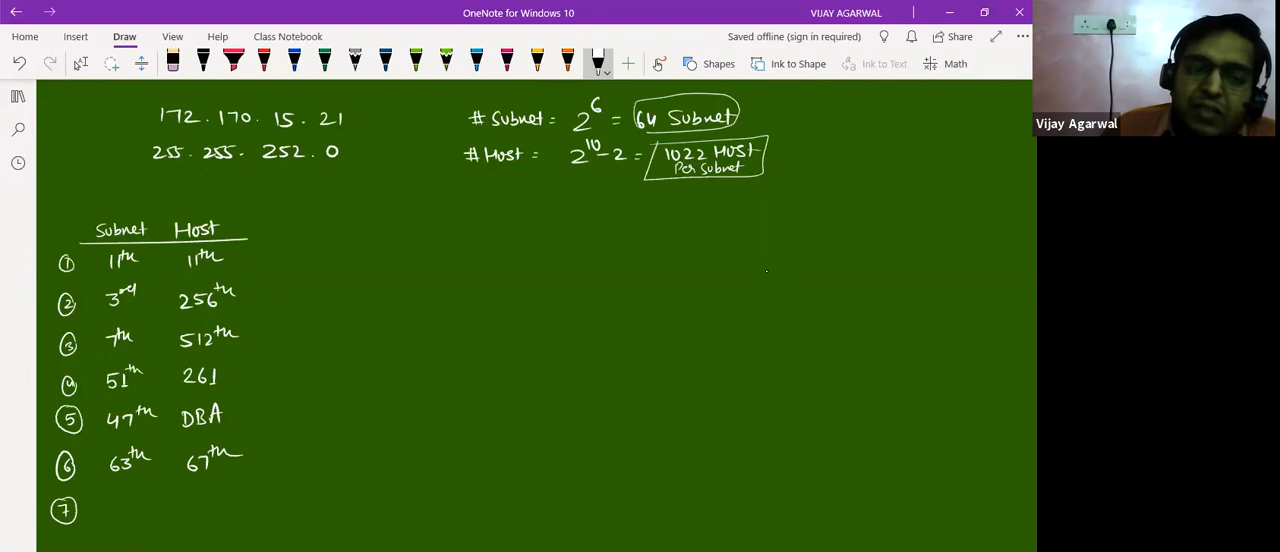 OneNote for Windows 10
VIJAY AGARWAL
Home Insert Draw View Help Class Notebook
Saved offline (sign in required)
Share
Shapes Ink to Shape Ink to Text Math
172.170.15.21
255.255.252.0
# Subnet = 2^6 = 64 Subnet
# Host = 2^10-2 = 1022 Host
Per subnet
Subnet Host
① 11th 11th
② 3rd 256th
③ 7th 512th
④ 51th 261
⑤ 47th DBA
⑥ 63th 67th
⑦
Vijay Agarwal